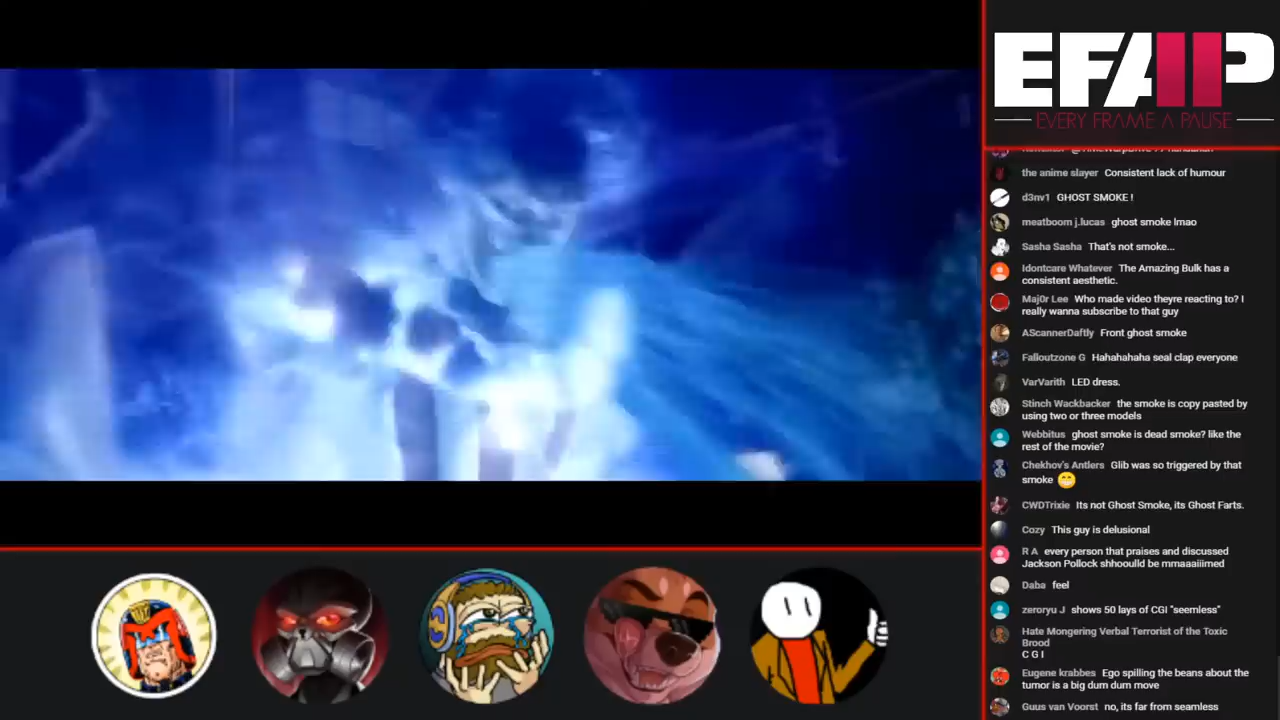 EFAP
EVERY FRAME A PAUSE
the anime slayer Consistent lack of humour
d3nv1 GHOST SMOKE !
meatboom j.lucas ghost smoke lmao
Sasha Sasha That's not smoke...
Idontcare Whatever The Amazing Bulk has a
consistent aesthetic.
Maj0r Lee Who made video theyre reacting to? I
really wanna subscribe to that guy
AScannerDaftly Front ghost smoke
Falloutzone G Hahahahaha seal clap everyone
VarVarith LED dress.
Stinch Wackbacker the smoke is copy pasted by
using two or three models
Webbitus ghost smoke is dead smoke? like the
rest of the movie?
Chekhov's Antlers Glib was so triggered by that
smoke
CWDTrixie Its not Ghost Smoke, its Ghost Farts.
Cozy This guy is delusional
R A every person that praises and discussed
Jackson Pollock shhooulld be mmaaaiiimed
Daba feel
zeroryu J shows 50 lays of CGI "seemless"
Hate Mongering Verbal Terrorist of the Toxic
Brood
C G I
Eugene krabbes Ego spilling the beans about the
tumor is a big dum dum move
Guus van Voorst no, its far from seamless